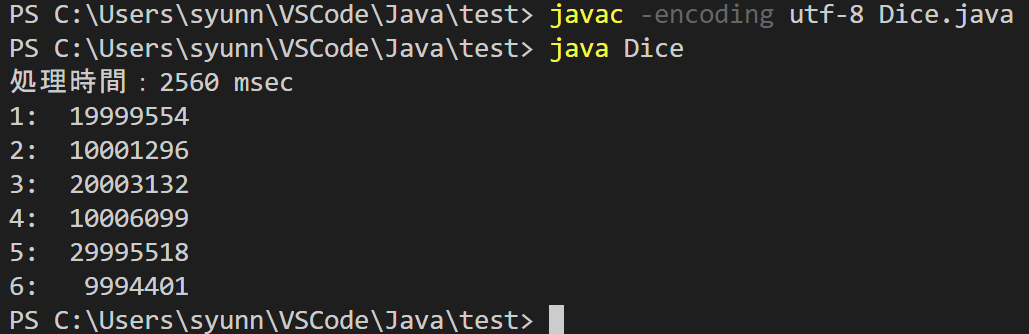 PS C:\Users\syunn\VSCode\Java\test> javac -encoding utf-8 Dice.java
PS C:\Users\syunn\VSCode\Java\test> java Dice
処理時間：2560 msec
1:  19999554
2:  10001296
3:  20003132
4:  10006099
5:  29995518
6:   9994401
PS C:\Users\syunn\VSCode\Java\test>